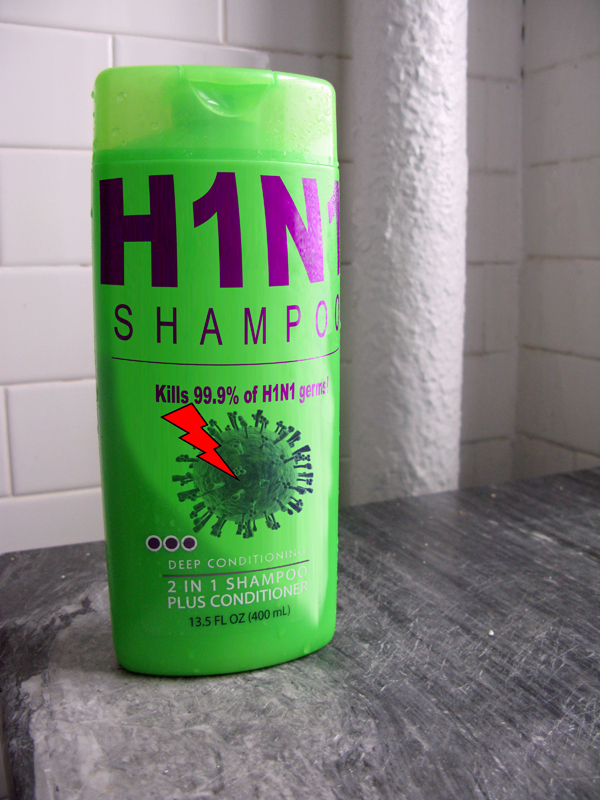 H1N1
SHAMPOO
Kills 99.9% of H1N1 germs!
DEEP CONDITIONING
2 IN 1 SHAMPOO
PLUS CONDITIONER
13.5 FL OZ (400 mL)